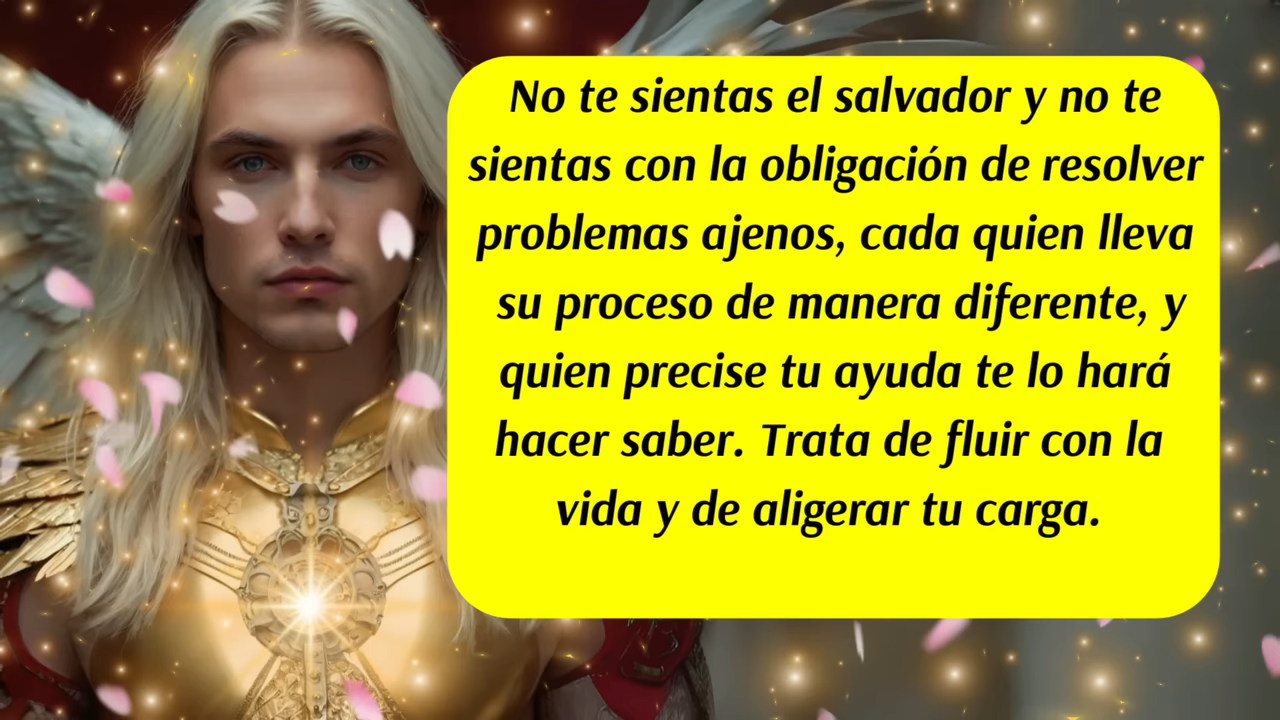 No te sientas el salvador y no te
sientas con la obligación de resolver
problemas ajenos, cada quien lleva
su proceso de manera diferente, y
quien precise tu ayuda te lo hará
hacer saber. Trata de fluir con la
vida y de aligerar tu carga.